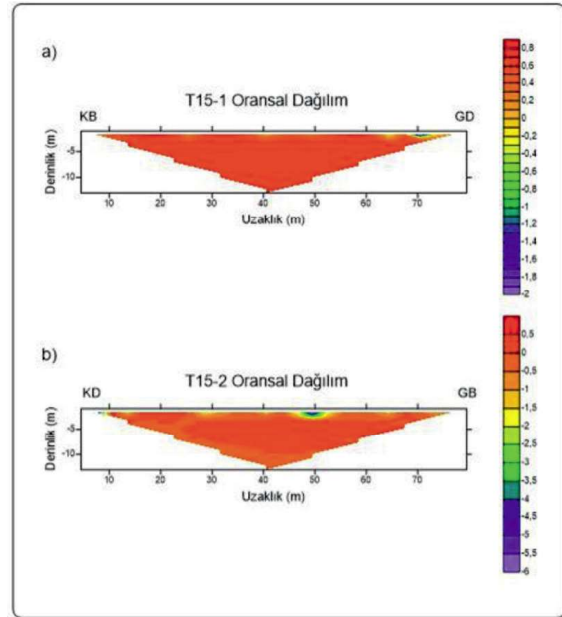 a)
T15-1 Oransal Dağılım
KB
GD
Derinlik (m)
-5
-10
10 20 30 40 50 60 70
Uzaklık (m)
0,8
0,6
0,4
0,2
0
-0,2
-0,4
-0,6
-0,8
-1
-1,2
-1,4
-1,6
-1,8
-2
b)
T15-2 Oransal Dağılım
KD
GB
Derinlik (m)
-5
-10
10 20 30 40 50 60 70
Uzaklık (m)
0,5
0
-0,5
-1
-1,5
-2
-2,5
-3
-3,5
-4
-4,5
-5
-5,5
-6